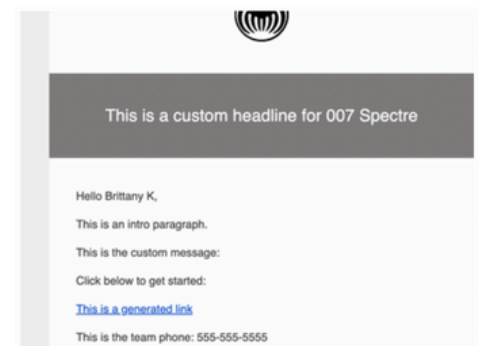 This is a custom headline for 007 Spectre
Hello Brittany K,
This is an intro paragraph.
This is the custom message:
Click below to get started:
This is a generated link
This is the team phone: 555-555-5555